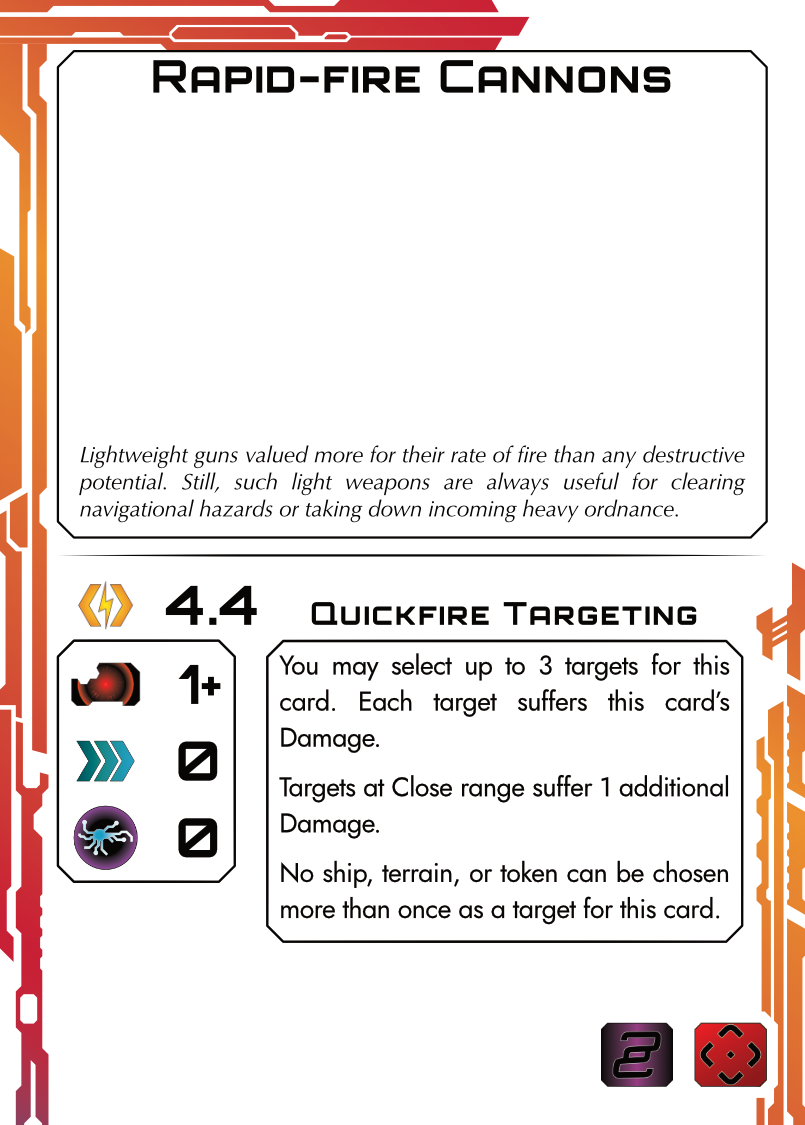 Rapid-fire Cannons
Lightweight guns valued more for their rate of fire than any destructive
potential. Still, such light weapons are always useful for clearing
navigational hazards or taking down incoming heavy ordnance.
4.4
Quickfire Targeting
1+
0
0
You may select up to 3 targets for this
card. Each target suffers this card's
Damage.
Targets at Close range suffer 1 additional
Damage.
No ship, terrain, or token can be chosen
more than once as a target for this card.
2